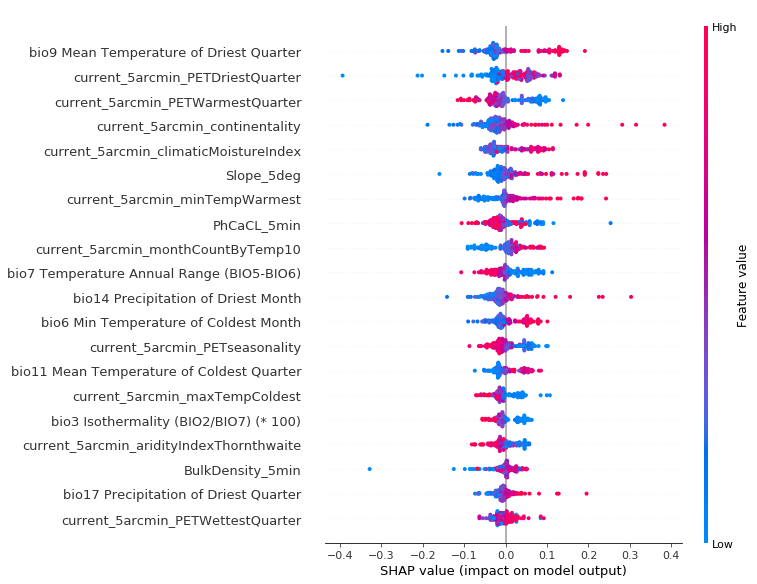 High
bio9 Mean Temperature of Driest Quarter
current_5arcmin_PETDriestQuarter
current_5arcmin_PETWarmestQuarter
current_5arcmin_continentality
current_5arcmin_climaticMoistureIndex
Slope_5deg
current_5arcmin_minTempWarmest
PhCaCL_5min
current_5arcmin_monthCountByTemp10
bio7 Temperature Annual Range (BIO5-BIO6)
bio14 Precipitation of Driest Month
bio6 Min Temperature of Coldest Month
current_5arcmin_PETseasonality
bio11 Mean Temperature of Coldest Quarter
current_5arcmin_maxTempColdest
bio3 Isothermality (BIO2/BIO7) (* 100)
current_5arcmin_aridityIndexThornthwaite
BulkDensity_5min
bio17 Precipitation of Driest Quarter
current_5arcmin_PETWettestQuarter
Feature value
Low
−0.4 −0.3 −0.2 −0.1 0.0 0.1 0.2 0.3 0.4
SHAP value (impact on model output)